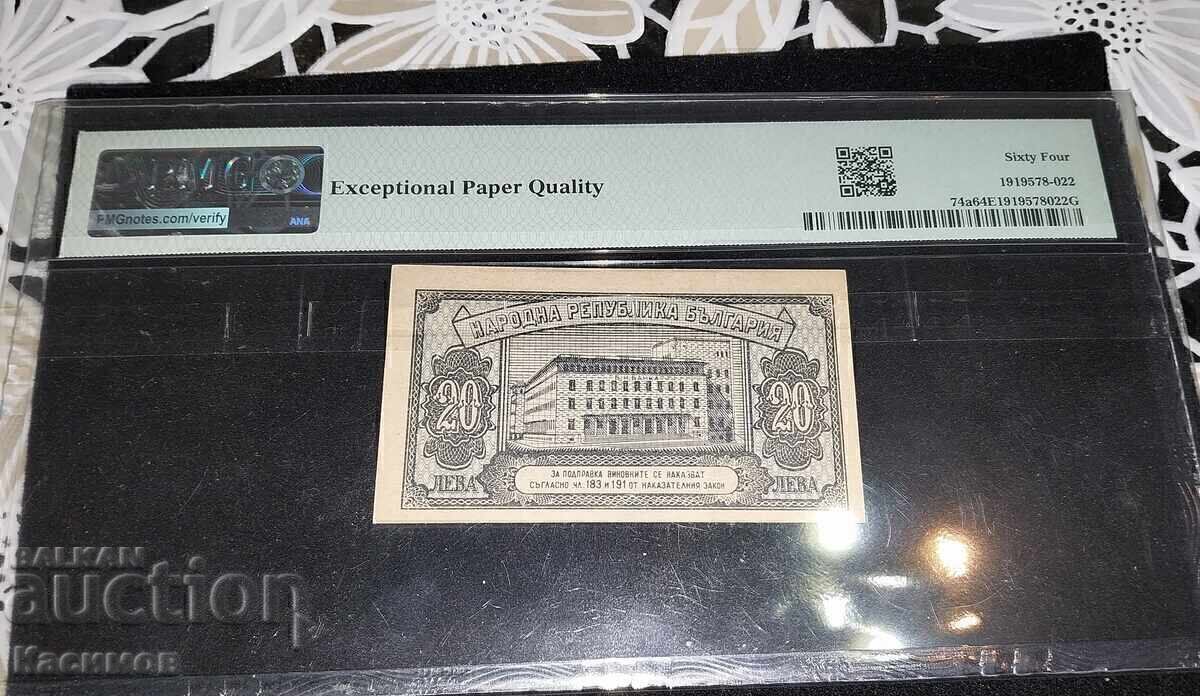 PMG
PMGnotes.com/verify
ANA
Exceptional Paper Quality
Sixty Four
1919578-022
74a64E1919578022G
НАРОДНА РЕПУБЛИКА БЪЛГАРИЯ
20
20
ЛЕВА
ЛЕВА
ЗА ПОДПРАВКА ВИНОВНИТЕ СЕ НАКАЗВАТ
СЪГЛАСНО ЧЛ. 183 И 191 ОТ НАКАЗАТЕЛНИЯ ЗАКОН
BALKAN
auction
Касимов